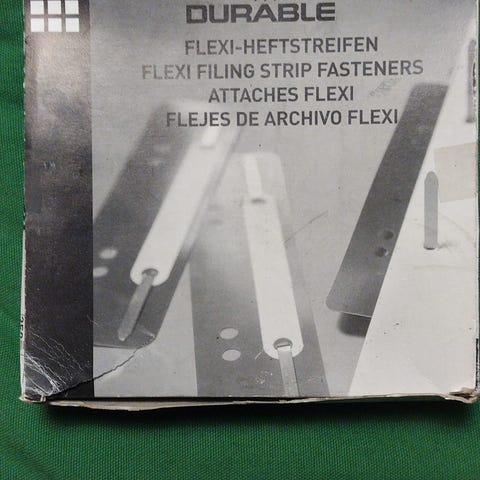 DURABLE
FLEXI-HEFTSTREIFEN
FLEXI FILING STRIP FASTENERS
ATTACHES FLEXI
FLEJES DE ARCHIVO FLEXI